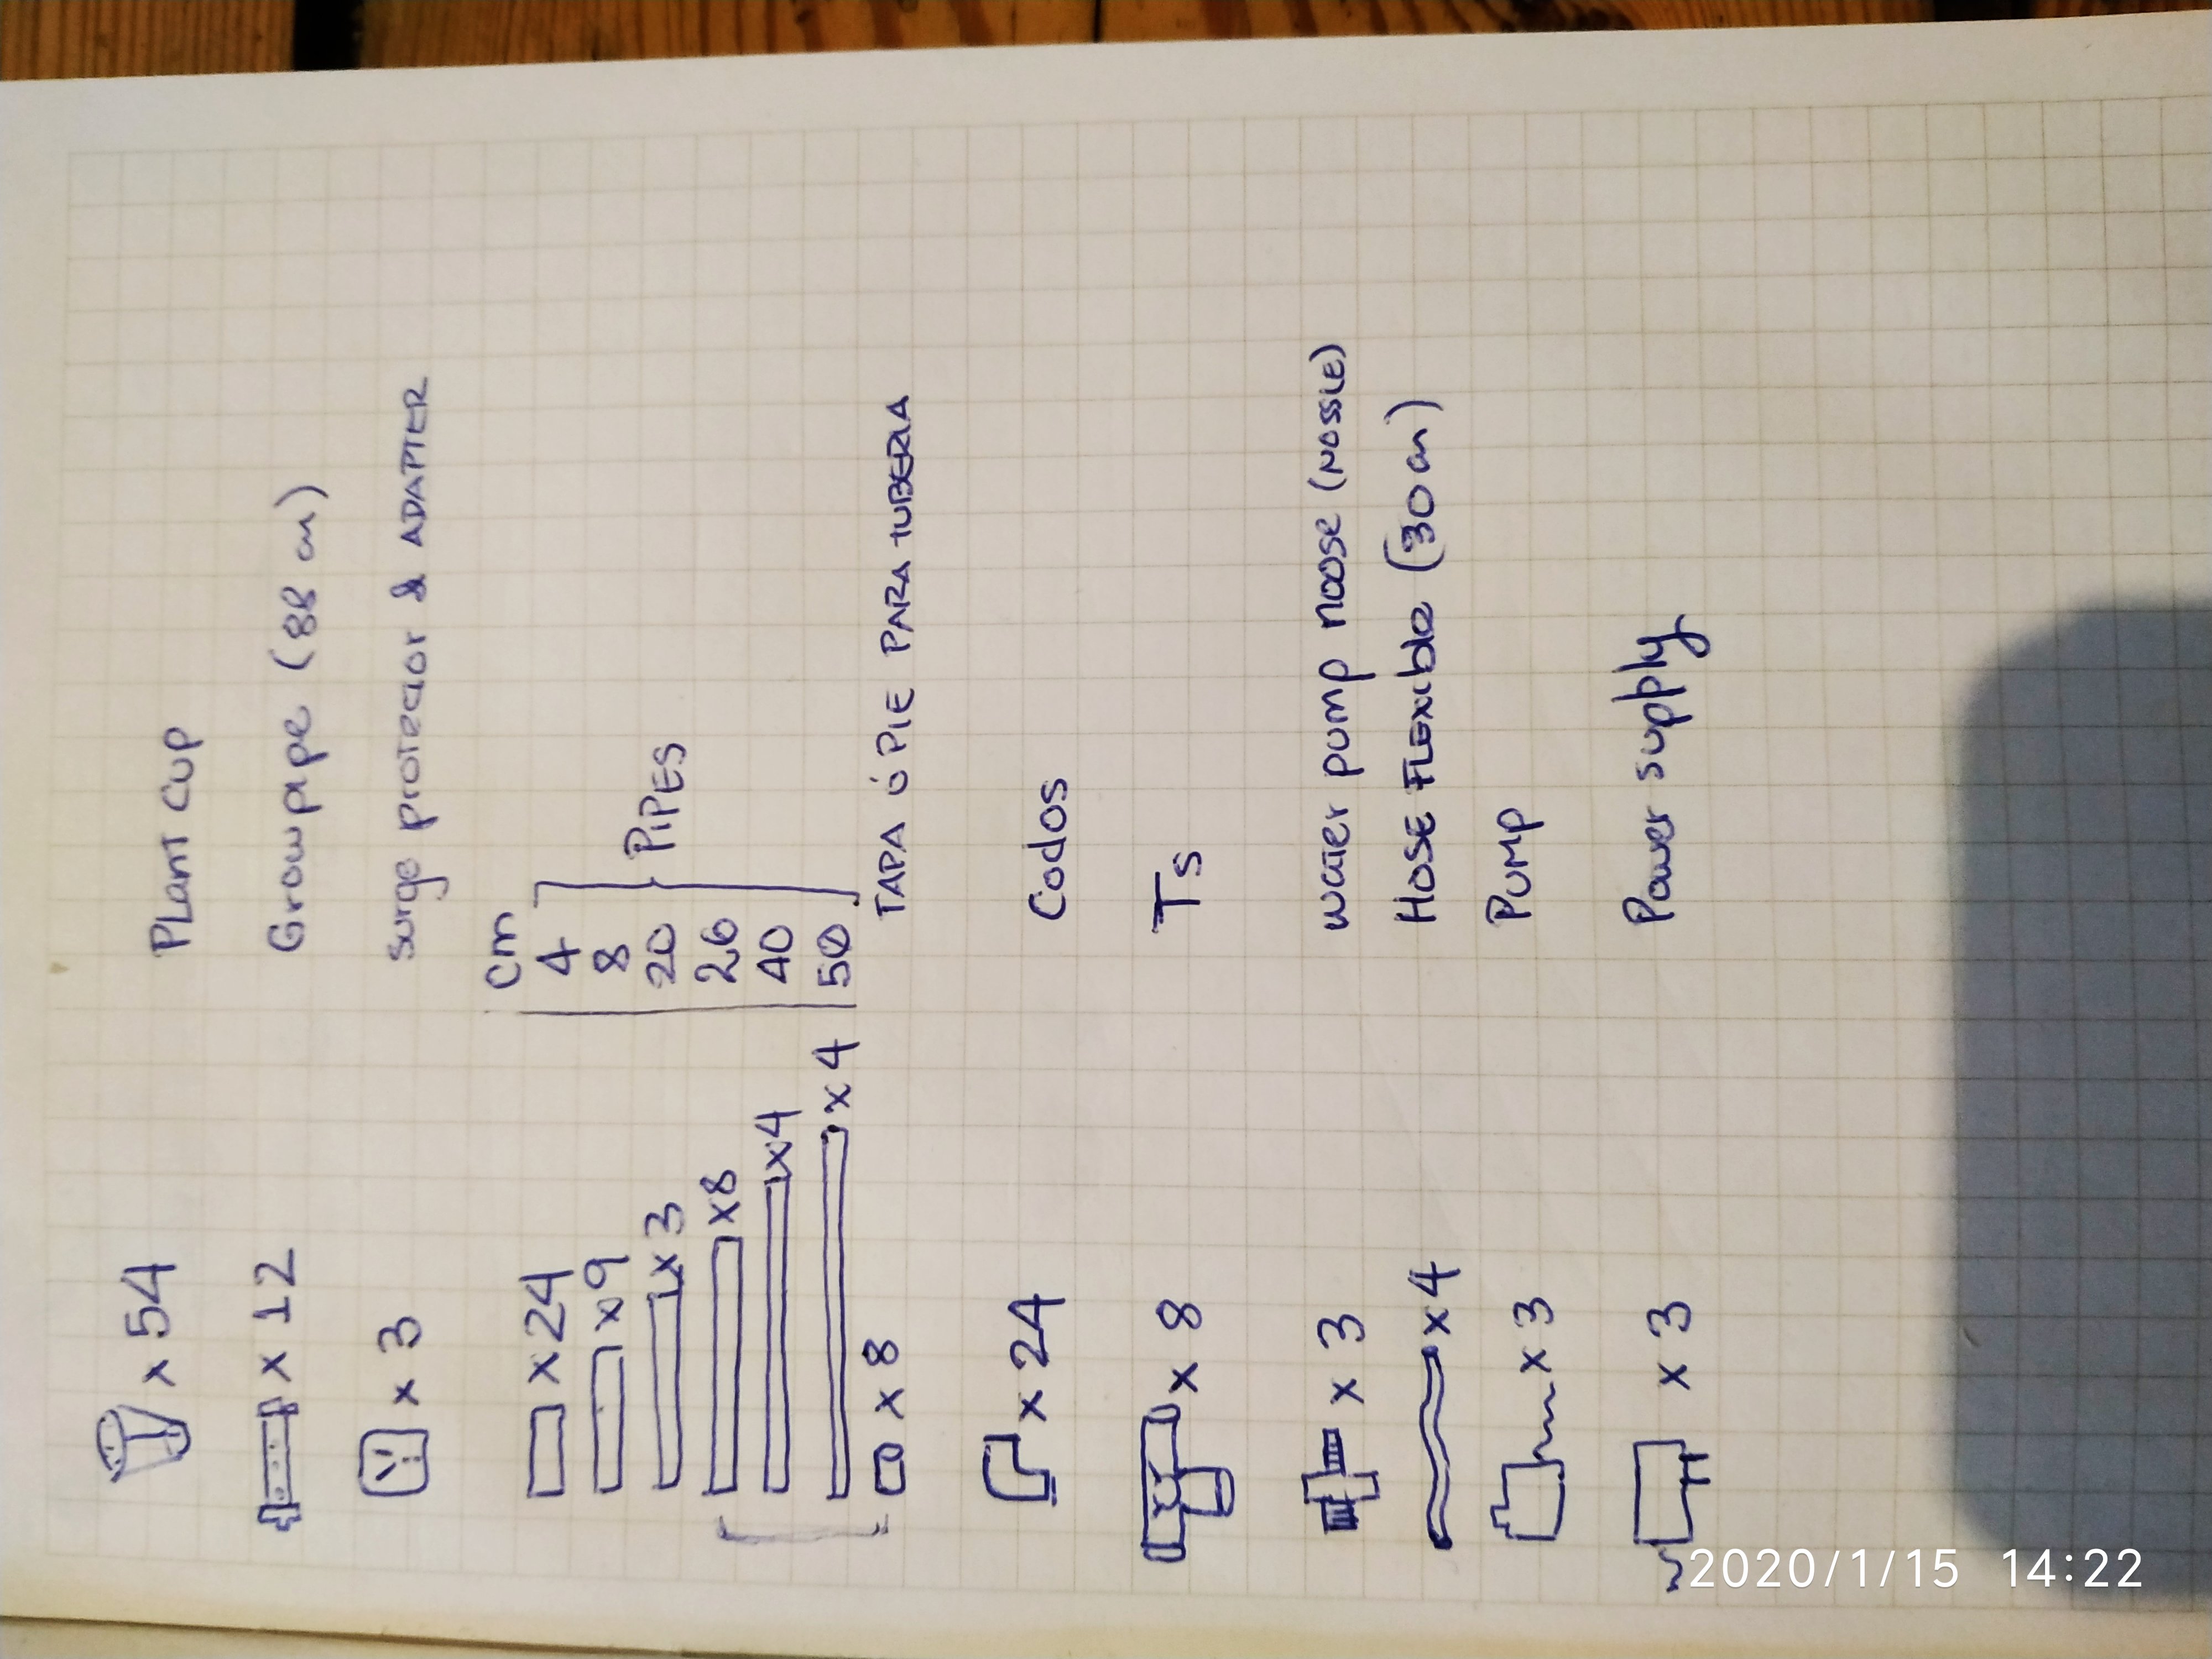 x 54 PLanT CUP
x 12 Growpipe (88 cm)
x 3 Surge proTecTor & ADAPTER
cm
x 24 4
x 9 8
x 3 20 PiPES
x 8 26
x 4 40
x 4 50
x 8 TAPA ó PIE PARA TUBERIA
x 24 Codos
x 8 Ts
x 3 waTer pump noose (NOSSLE)
x 4 HOSE FLEXible (30 cm)
x 3 PUMP
x 3 Power supply
2020/1/15 14:22